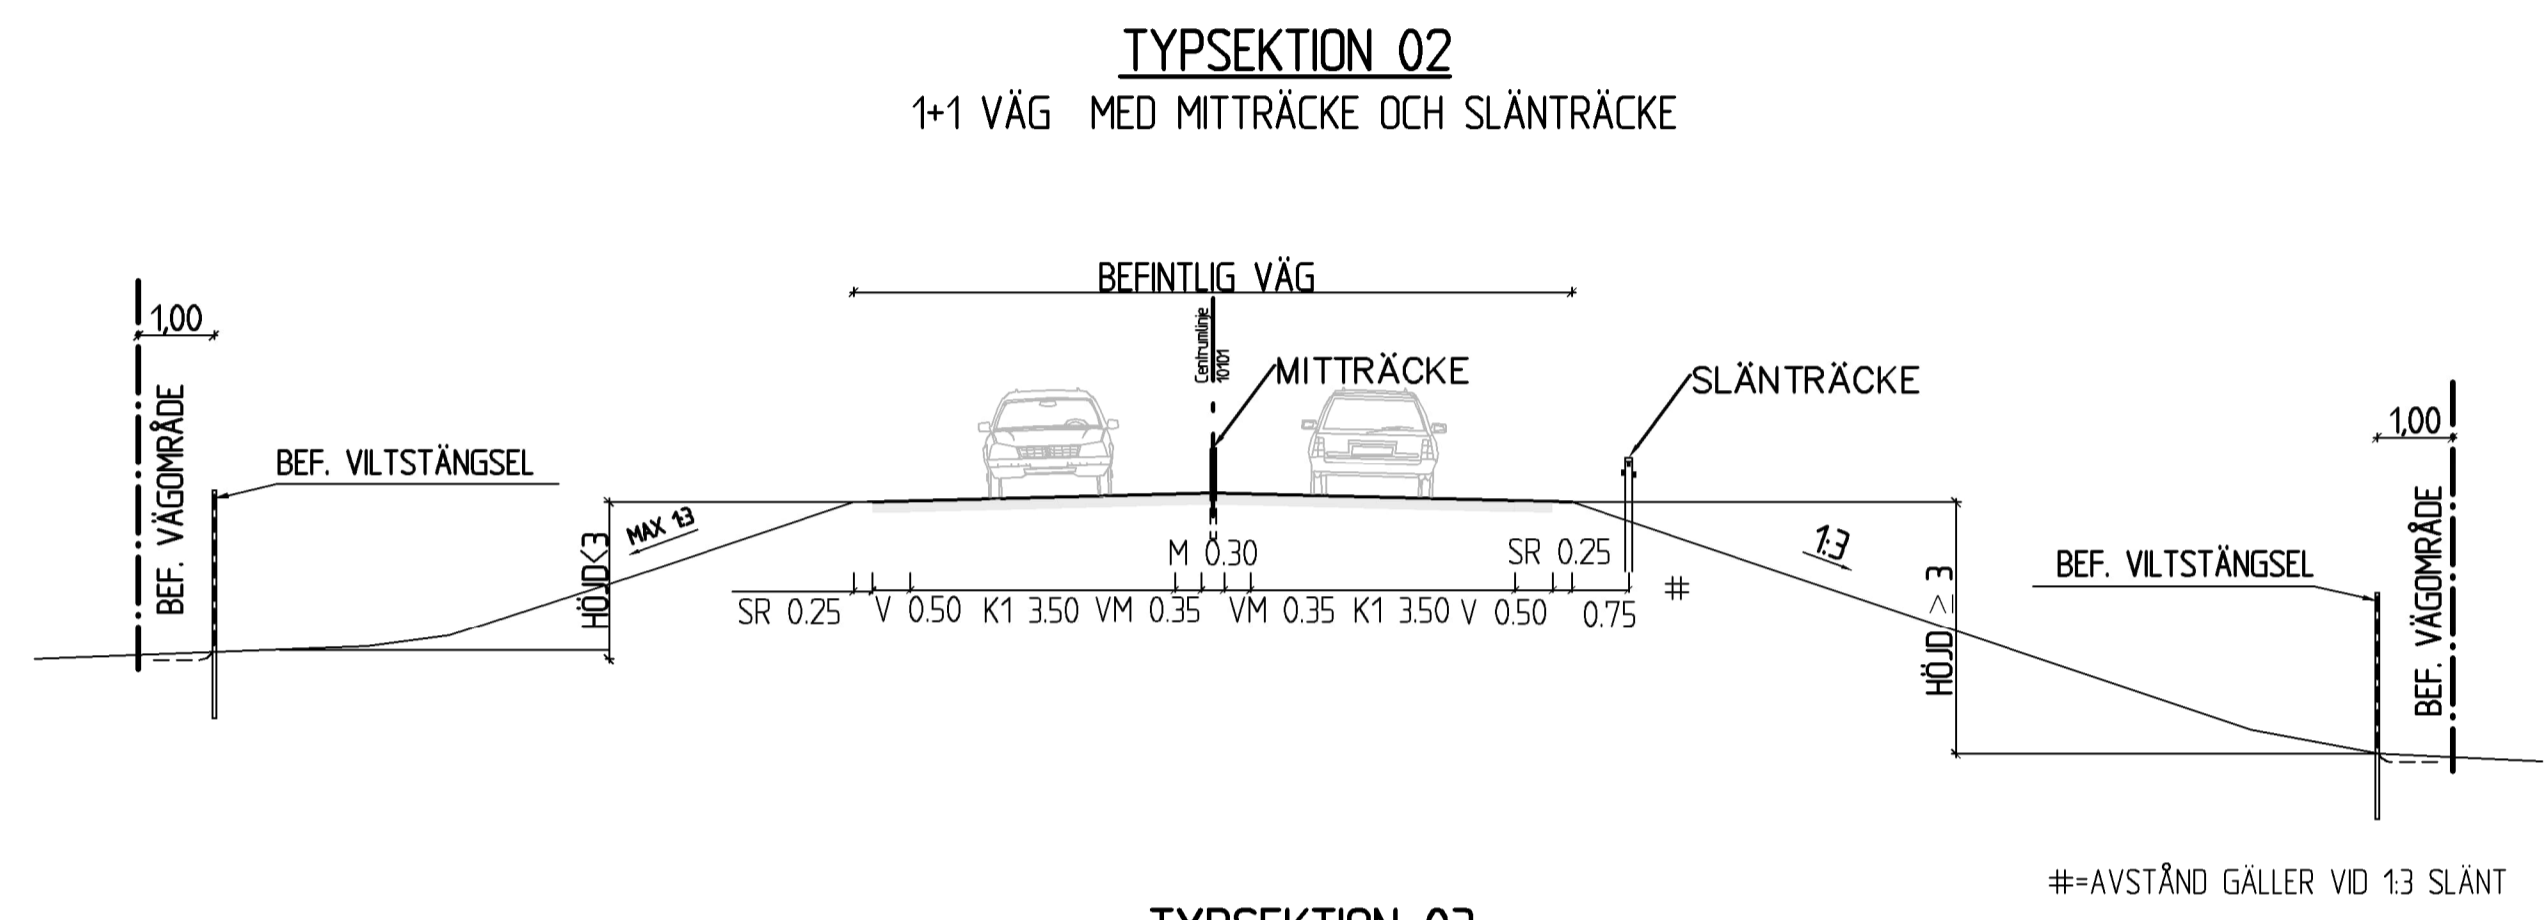 TYPSEKTION 02
1+1 VÄG MED MITTRÄCKE OCH SLÄNTRÄCKE
BEFINTLIG VÄG
1,00
Centrumlinje
10101
MITTRÄCKE
SLÄNTRÄCKE
1,00
BEF. VÄGOMRÅDE
BEF. VILTSTÄNGSEL
HÖJD<3
MAX 1:3
M 0.30
SR 0.25
1:3
HÖJD ≥ 3
BEF. VILTSTÄNGSEL
BEF. VÄGOMRÅDE
SR 0.25 V 0.50 K1 3.50 VM 0.35 VM 0.35 K1 3.50 V 0.50 0.75 #
#=AVSTÅND GÄLLER VID 1:3 SLÄNT
TYPSEKTION 03